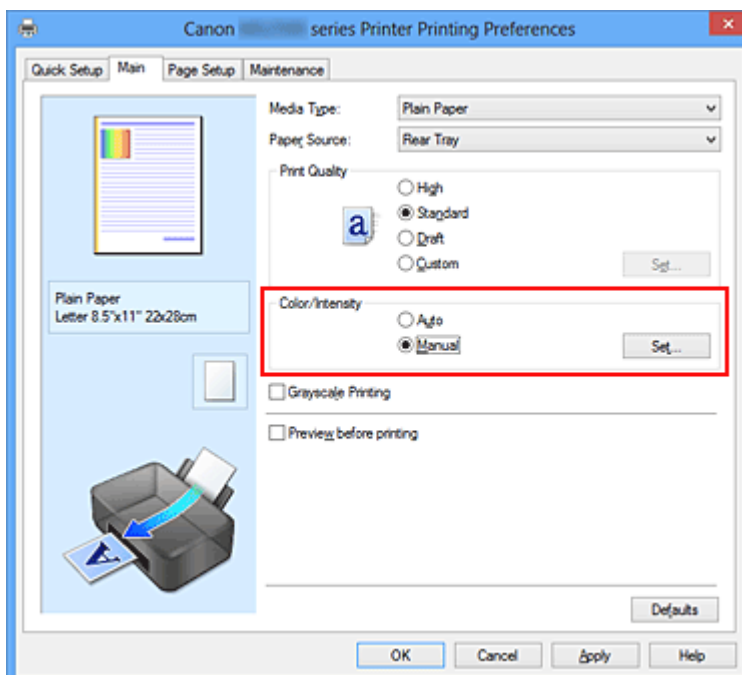 Canon series Printer Printing Preferences
Quick Setup Main Page Setup Maintenance
Media Type: Plain Paper
Paper Source: Rear Tray
Print Quality
High
a Standard
Draft
Custom Set...
Plain Paper
Letter 8.5"x11" 22x28cm
Color/Intensity
Auto
Manual Set...
Grayscale Printing
Preview before printing
A
Defaults
OK Cancel Apply Help